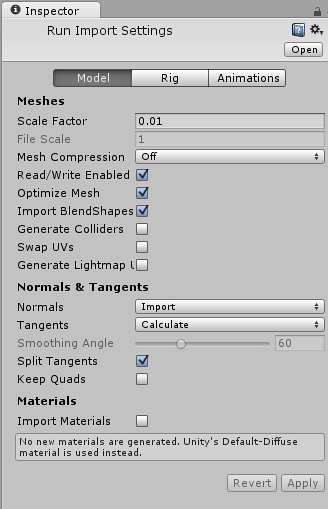 Inspector
Run Import Settings
Open
Model Rig Animations
Meshes
Scale Factor 0.01
File Scale 1
Mesh Compression Off
Read/Write Enabled
Optimize Mesh
Import BlendShapes
Generate Colliders
Swap UVs
Generate Lightmap U
Normals & Tangents
Normals Import
Tangents Calculate
Smoothing Angle 60
Split Tangents
Keep Quads
Materials
Import Materials
No new materials are generated. Unity's Default-Diffuse
material is used instead.
Revert Apply